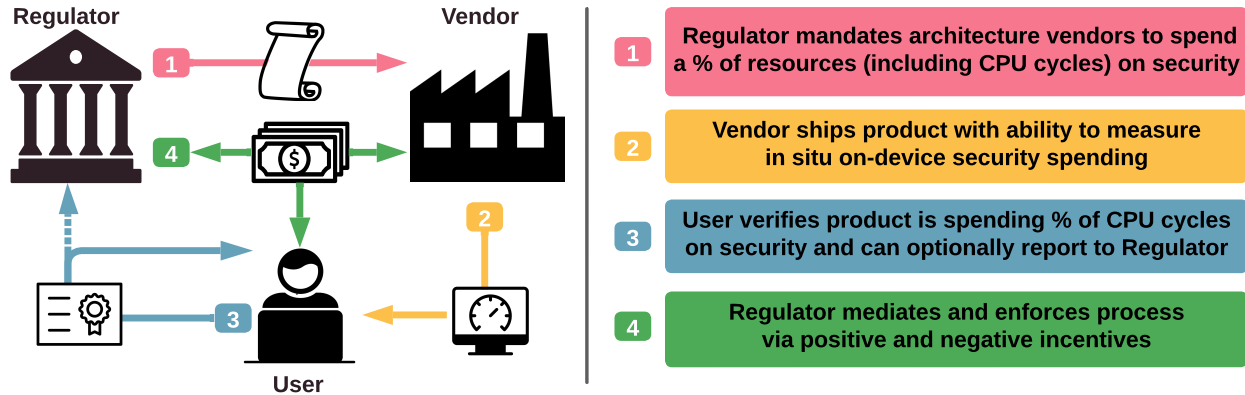 Regulator
Vendor
1
4
$
2
3
User
1
Regulator mandates architecture vendors to spend
a % of resources (including CPU cycles) on security
2
Vendor ships product with ability to measure
in situ on-device security spending
3
User verifies product is spending % of CPU cycles
on security and can optionally report to Regulator
4
Regulator mediates and enforces process
via positive and negative incentives